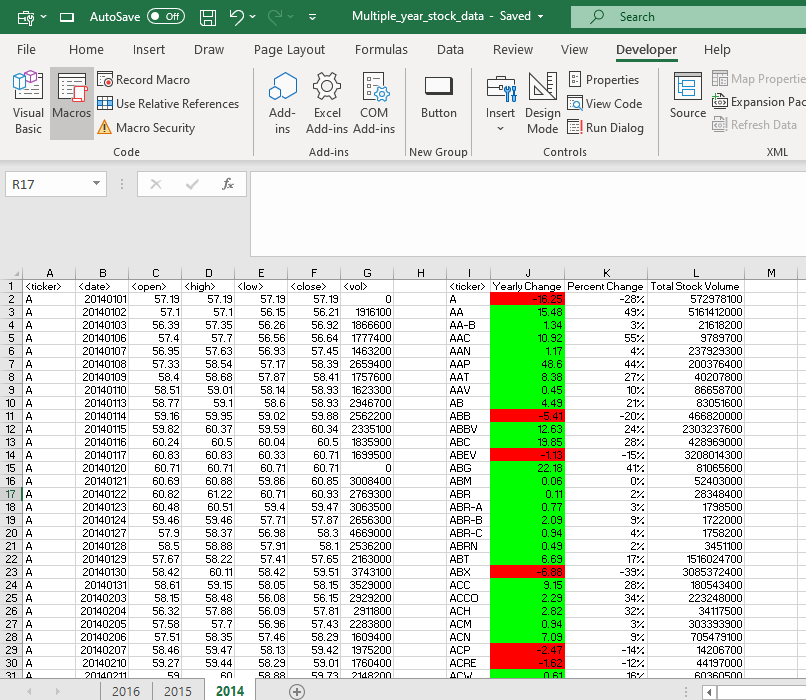 AutoSave Off Multiple_year_stock_data - Saved Search
File Home Insert Draw Page Layout Formulas Data Review View Developer Help
Visual Basic
Macros
Record Macro
Use Relative References
Macro Security
Code
Add-ins
Excel Add-ins
COM Add-ins
Add-ins
Button
New Group
Insert
Design Mode
Properties
View Code
Run Dialog
Controls
Source
Map Propertie
Expansion Pac
Refresh Data
XML
R17 fx
A B C D E F G H I J K L M
1 <ticker> <date> <open> <high> <low> <close> <vol> <ticker> Yearly Change Percent Change Total Stock Volume
2 A 20140101 57.19 57.19 57.19 57.19 0 A -16.25 -28% 572978100
3 A 20140102 57.1 57.1 56.15 56.21 1916100 AA 15.48 49% 5161412000
4 A 20140103 56.39 57.35 56.26 56.92 1866600 AA-B 1.34 3% 21618200
5 A 20140106 57.4 57.7 56.56 56.64 1777400 AAC 10.92 55% 9789700
6 A 20140107 56.95 57.63 56.93 57.45 1463200 AAN 1.17 4% 237929300
7 A 20140108 57.33 58.54 57.17 58.39 2659400 AAP 48.6 44% 200376400
8 A 20140109 58.4 58.68 57.87 58.41 1757600 AAT 8.38 27% 40207800
9 A 20140110 58.51 59.01 58.14 58.93 1623300 AAV 0.45 10% 86658700
10 A 20140113 58.77 59.1 58.6 58.93 2946700 AB 4.49 21% 83051600
11 A 20140114 59.16 59.95 59.02 59.88 2562200 ABB -5.41 -20% 466820000
12 A 20140115 59.82 60.37 59.59 60.34 2335100 ABBV 12.63 24% 2303237600
13 A 20140116 60.24 60.5 60.04 60.5 1835900 ABC 19.85 28% 428969000
14 A 20140117 60.83 60.83 60.33 60.71 1699500 ABEV -1.13 -15% 3208014300
15 A 20140120 60.71 60.71 60.71 60.71 0 ABG 22.18 41% 81065600
16 A 20140121 60.69 60.88 59.86 60.85 3008400 ABM 0.06 0% 52403000
17 A 20140122 60.82 61.22 60.71 60.93 2769300 ABR 0.11 2% 28348400
18 A 20140123 60.48 60.51 59.4 59.47 3063500 ABR-A 0.77 3% 1798500
19 A 20140124 59.46 59.46 57.71 57.87 2656300 ABR-B 2.09 9% 1722000
20 A 20140127 57.9 58.37 56.98 58.3 4669000 ABR-C 0.94 4% 1758200
21 A 20140128 58.5 58.88 57.91 58.1 2536200 ABRN 0.49 2% 3451100
22 A 20140129 57.67 58.22 57.41 57.65 2163000 ABT 6.69 17% 1516024700
23 A 20140130 58.42 60.11 58.42 59.51 3743100 ABX -6.88 -39% 3085372400
24 A 20140131 58.61 59.15 58.05 58.15 3529000 ACC 9.15 28% 180543400
25 A 20140203 58.15 58.48 56.08 56.15 2929200 ACCO 2.29 34% 223248000
26 A 20140204 56.32 57.88 56.09 57.81 2911800 ACH 2.82 32% 34117500
27 A 20140205 57.58 57.7 56.96 57.43 2283800 ACM 0.94 3% 303393900
28 A 20140206 57.51 58.35 57.46 58.29 1609400 ACN 7.09 9% 705479100
29 A 20140207 58.46 59.47 58.13 59.42 1975200 ACP -2.47 -14% 14206700
30 A 20140210 59.27 59.44 58.29 59.01 1760400 ACRE -1.62 -12% 44197000
31 A 20140211 59 60 58.88 59.73 2148200 ACW 0.61 16% 60360500
2016 2015 2014